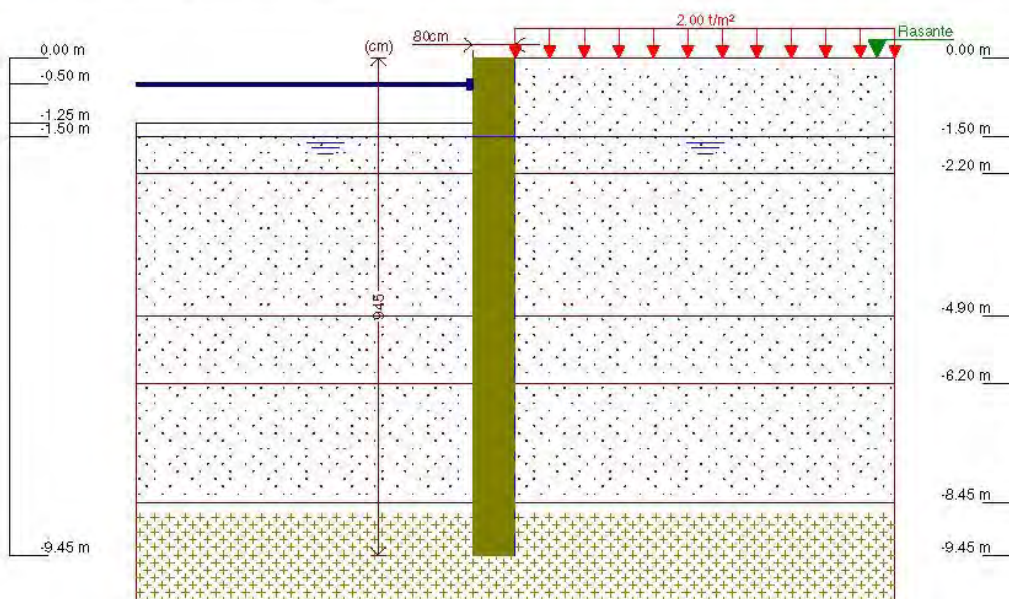 2.00 t/m²
Rasante
80cm
(cm)
0.00 m
0.00 m
-0.50 m
-1.25 m
-1.50 m
-1.50 m
-2.20 m
945
-4.90 m
-6.20 m
-8.45 m
-9.45 m
-9.45 m